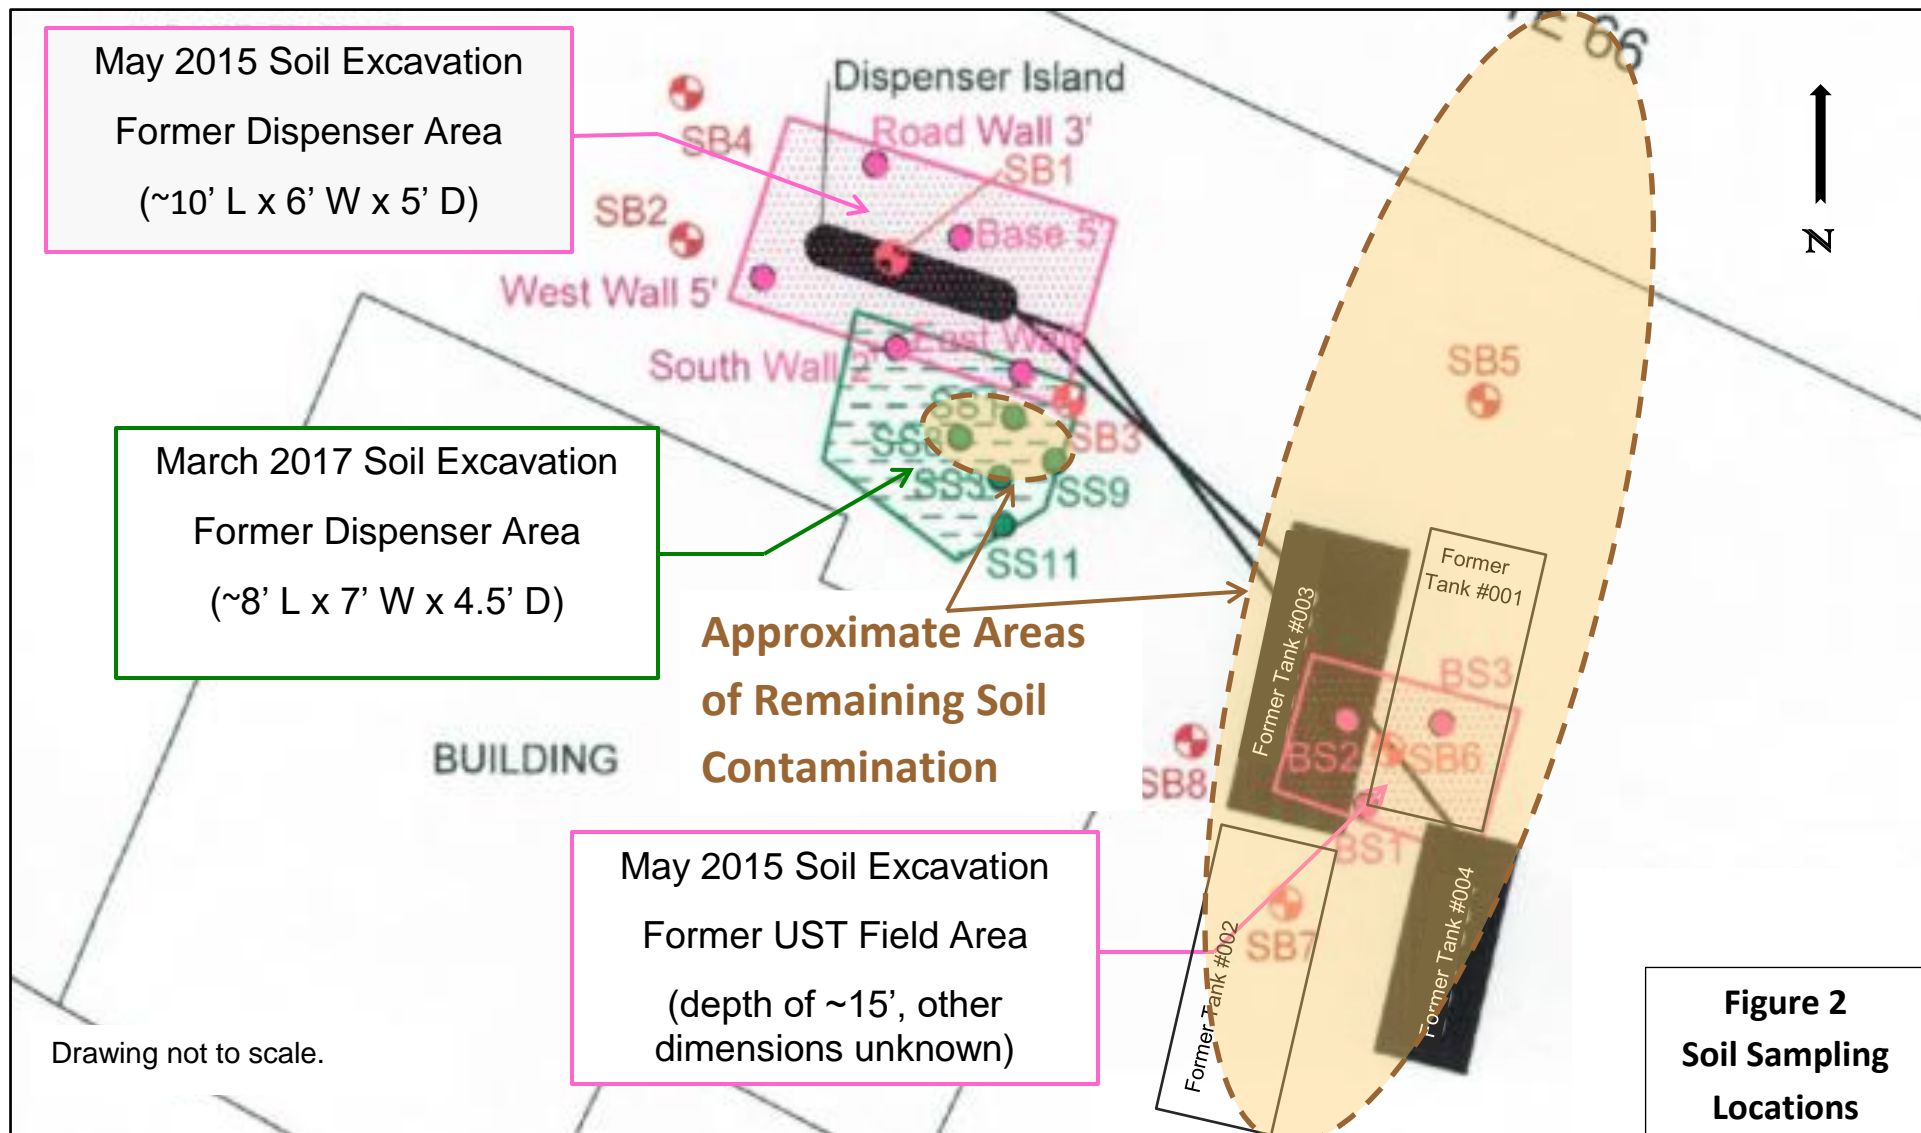 May 2015 Soil Excavation
Former Dispenser Area
(~10’ L x 6’ W x 5’ D)
66
Dispenser Island
SB4
Road Wall 3'
SB1
SB2
Base 5'
West Wall 5'
East Wall
South Wall 2'
N
SB5
SB3
SS9
SS11
March 2017 Soil Excavation
Former Dispenser Area
(~8’ L x 7’ W x 4.5’ D)
Approximate Areas
of Remaining Soil
Contamination
Former
Tank #001
Former Tank #003
BS3
BS2
SB6
SB8
BS1
BUILDING
May 2015 Soil Excavation
Former UST Field Area
(depth of ~15’, other
dimensions unknown)
SB7
Former Tank #002
Former Tank #004
Drawing not to scale.
Figure 2
Soil Sampling
Locations